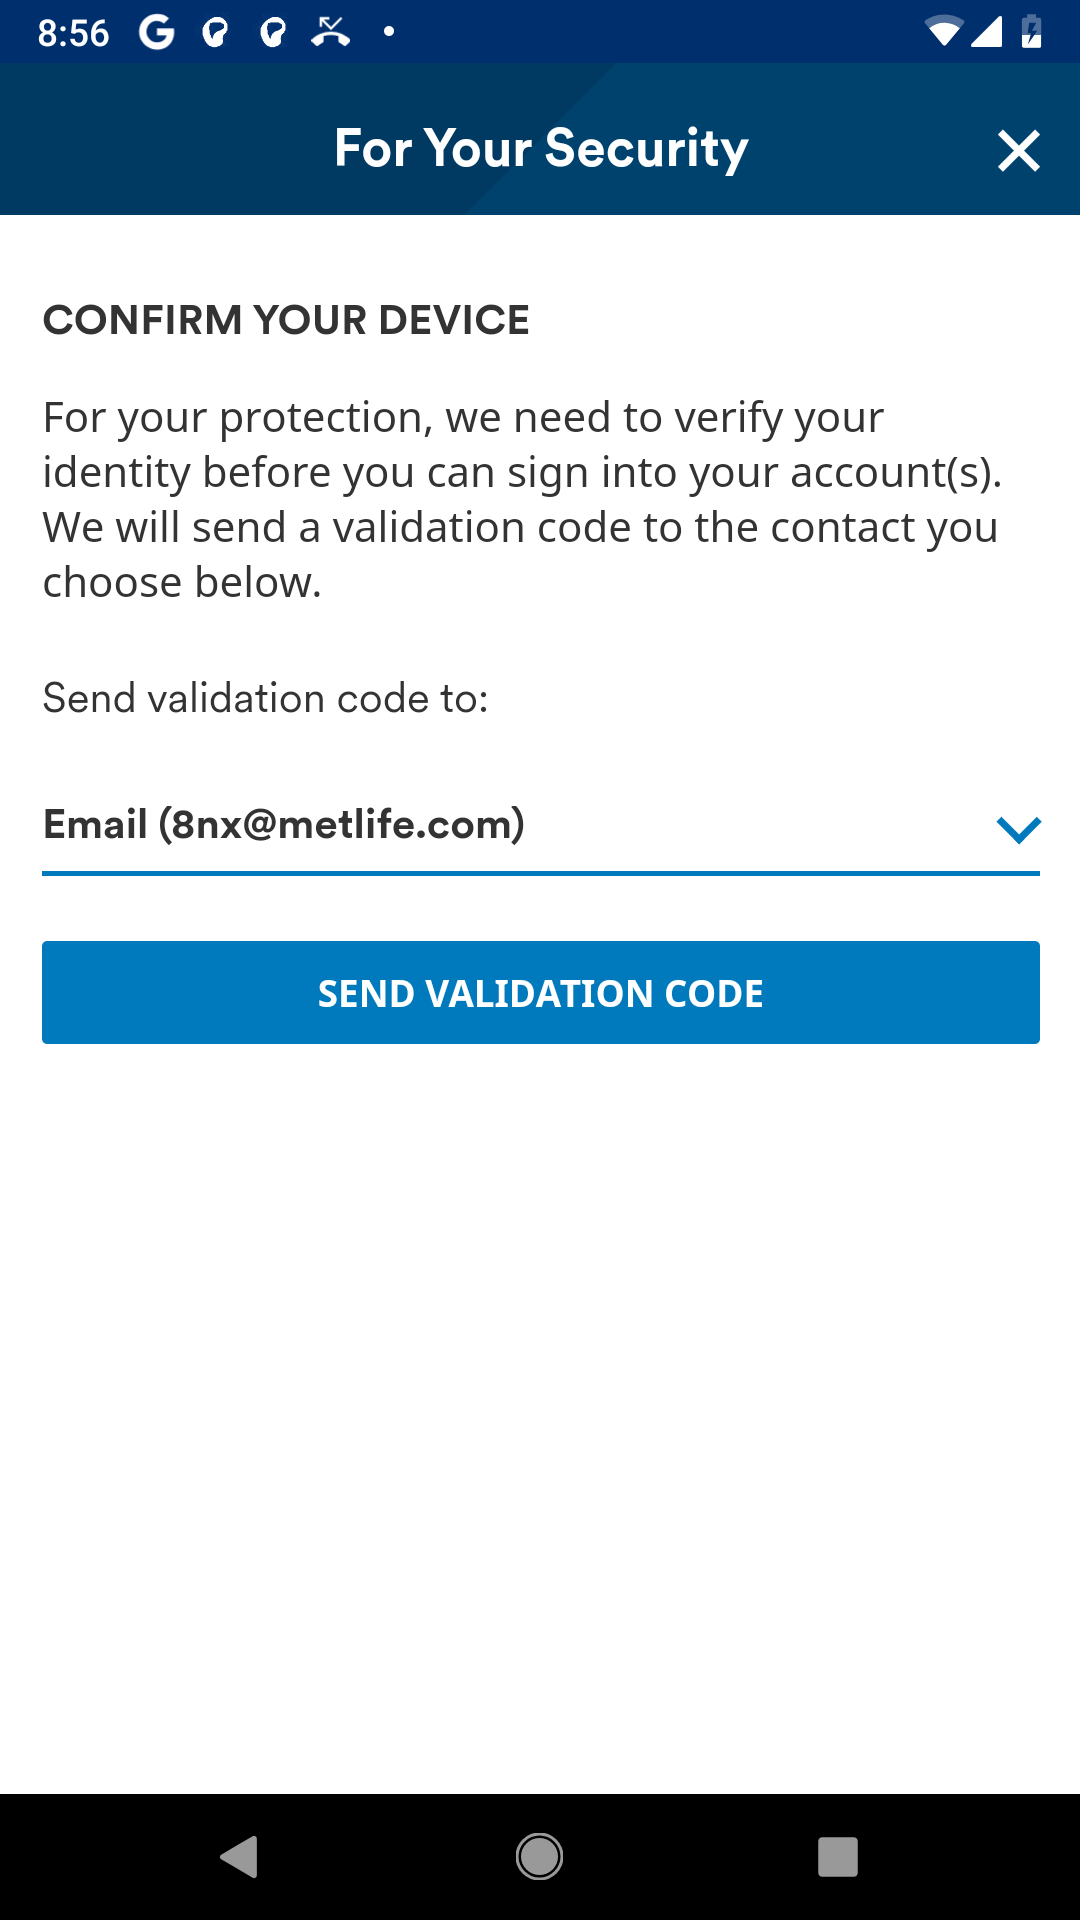 8:56
For Your Security
CONFIRM YOUR DEVICE
For your protection, we need to verify your
identity before you can sign into your account(s).
We will send a validation code to the contact you
choose below.
Send validation code to:
Email (8nx@metlife.com)
SEND VALIDATION CODE